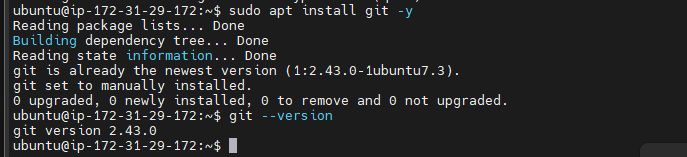 ubuntu@ip-172-31-29-172:~$ sudo apt install git -y
Reading package lists... Done
Building dependency tree... Done
Reading state information... Done
git is already the newest version (1:2.43.0-1ubuntu7.3).
git set to manually installed.
0 upgraded, 0 newly installed, 0 to remove and 0 not upgraded.
ubuntu@ip-172-31-29-172:~$ git --version
git version 2.43.0
ubuntu@ip-172-31-29-172:~$